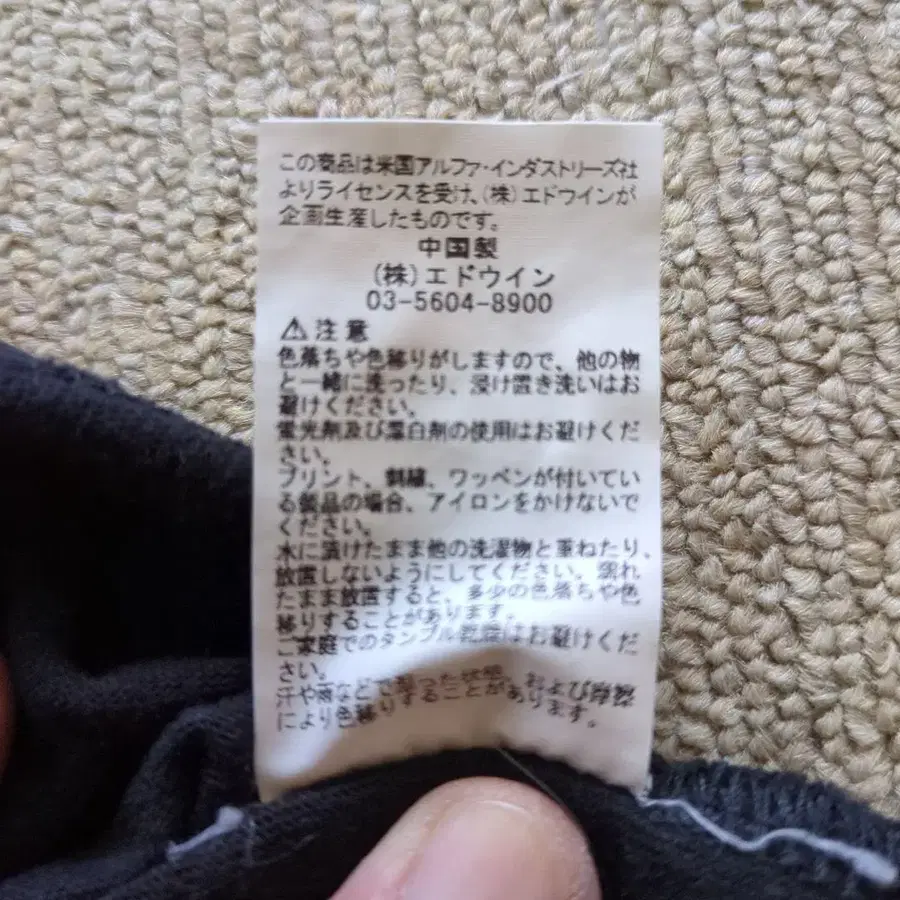 この商品は米国アルファ・インダストリーズ社
よりライセンスを受け、(株)エドウインが
企画生産したものです。
中国製
(株)エドウイン
03-5604-8900
⚠注意
色落ちや色移りがしますので、他の物
と一緒に洗ったり、浸け置き洗いはお
避けください。
蛍光剤及び漂白剤の使用はお避けくだ
さい。
プリント、刺繍、ワッペンが付いてい
る製品の場合、アイロンをかけないで
ください。
水に漬けたまま他の洗濯物と重ねたり、
放置しないようにしてください。濡れ
たまま放置すると、多少の色落ちや色
移りすることがあります。
ご家庭でのタンブル乾燥はお避けくだ
さい。
汗や雨などで湿った状態、および摩擦
により色移りすることがあります。